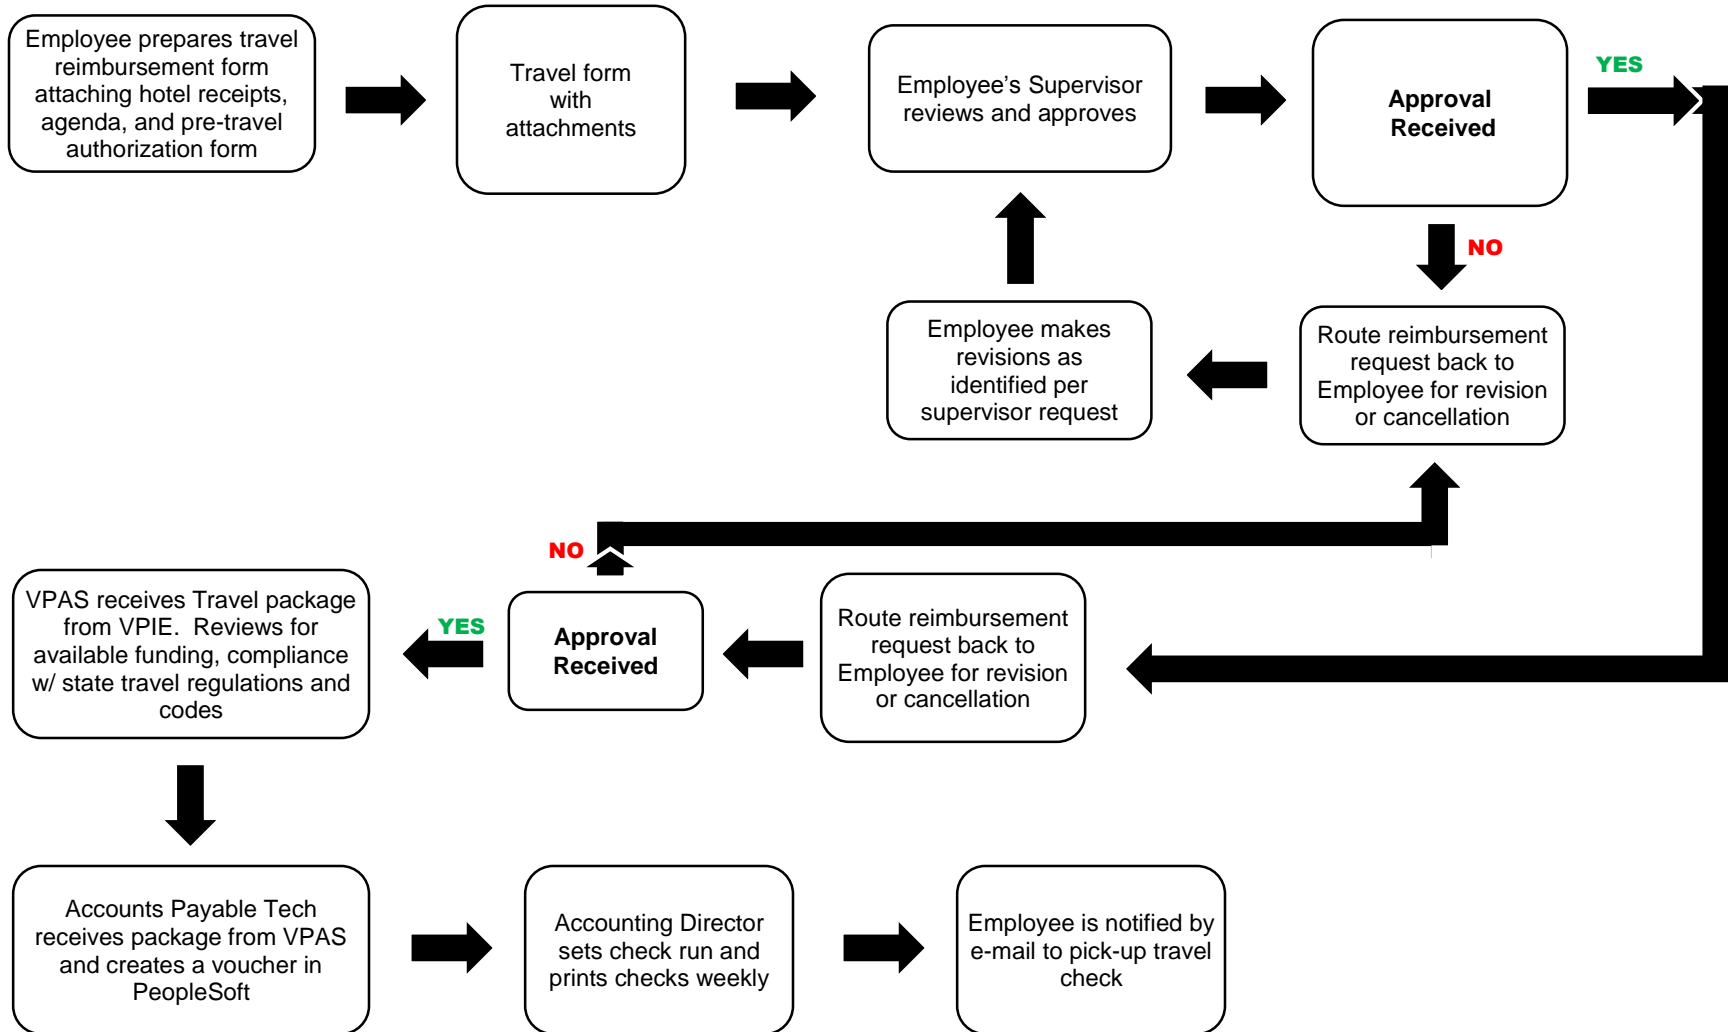 Employee prepares travel
reimbursement form
attaching hotel receipts,
agenda, and pre-travel
authorization form
Travel form
with
attachments
Employee's Supervisor
reviews and approves
Approval
Received
YES
NO
Employee makes
revisions as
identified per
supervisor request
Route reimbursement
request back to
Employee for revision
or cancellation
NO
VPAS receives Travel package
from VPIE.  Reviews for
available funding, compliance
w/ state travel regulations and
codes
YES
Approval
Received
Route reimbursement
request back to
Employee for revision
or cancellation
Accounts Payable Tech
receives package from VPAS
and creates a voucher in
PeopleSoft
Accounting Director
sets check run and
prints checks weekly
Employee is notified by
e-mail to pick-up travel
check